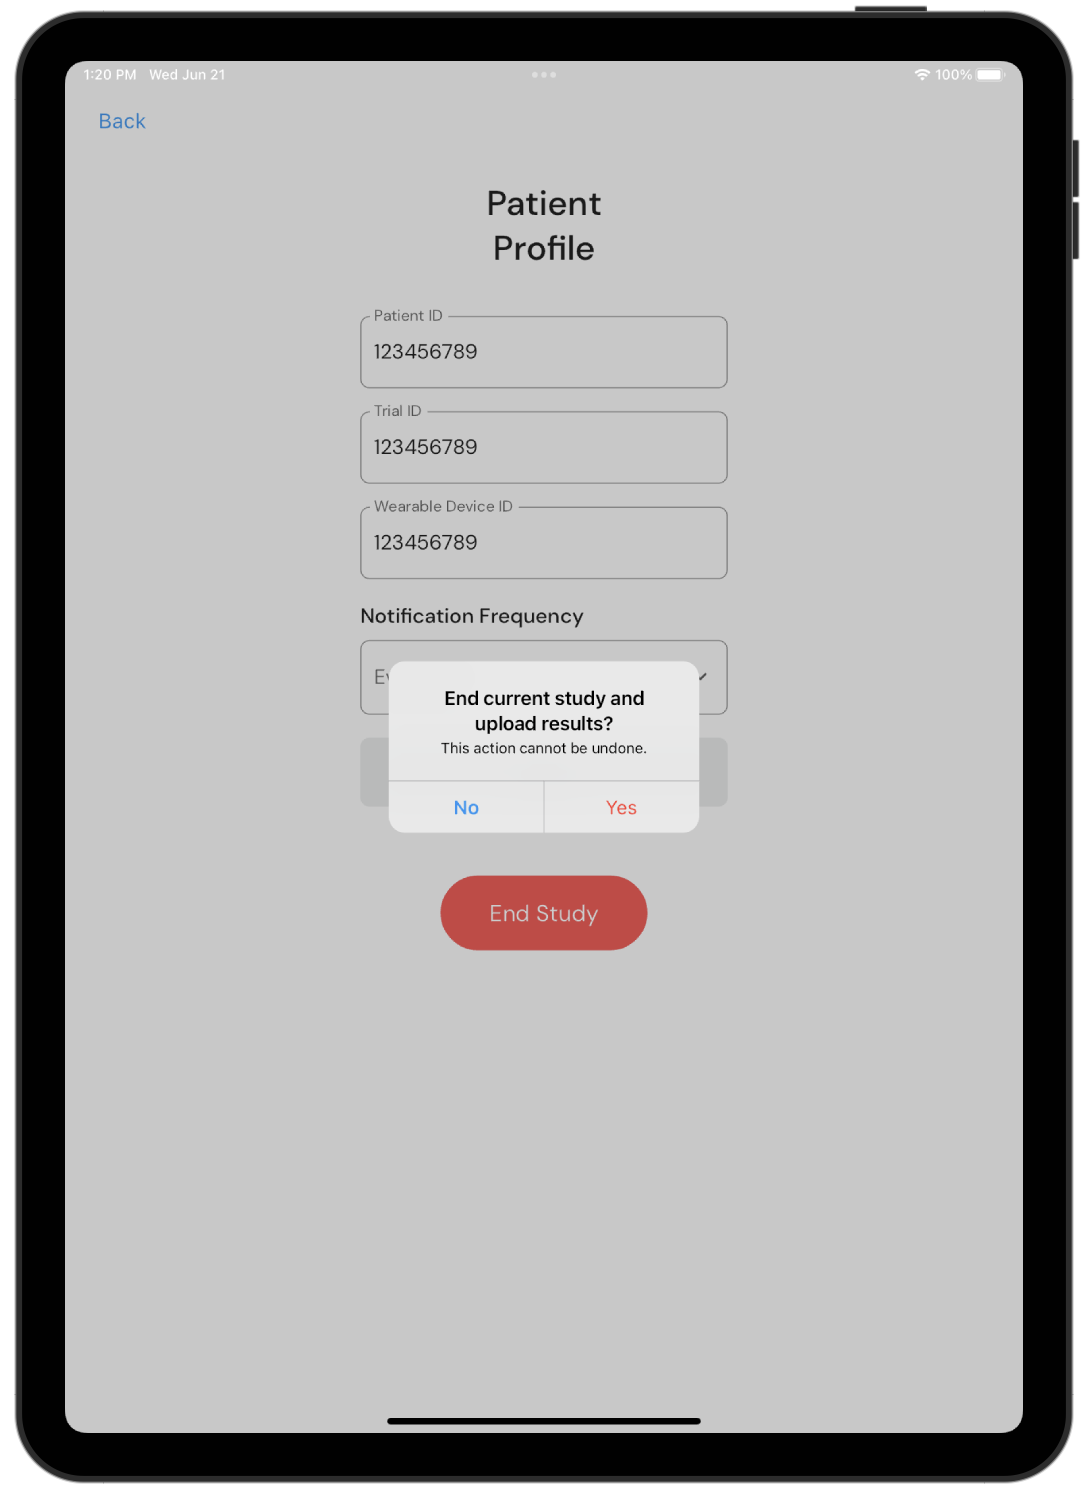 1:20 PM Wed Jun 21
100%
Back
Patient
Profile
Patient ID
123456789
Trial ID
123456789
Wearable Device ID
123456789
Notification Frequency
End current study and
upload results?
This action cannot be undone.
No Yes
End Study